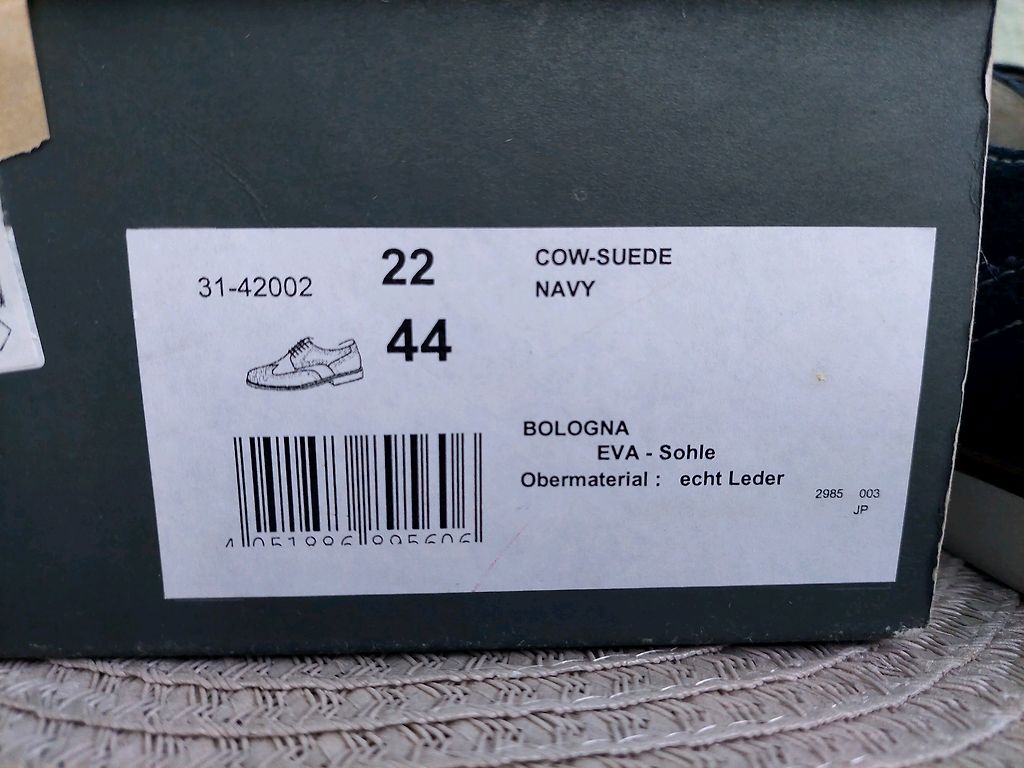 31-42002
22
44
COW-SUEDE
NAVY
BOLOGNA
EVA - Sohle
Obermaterial : echt Leder
2985 003
JP